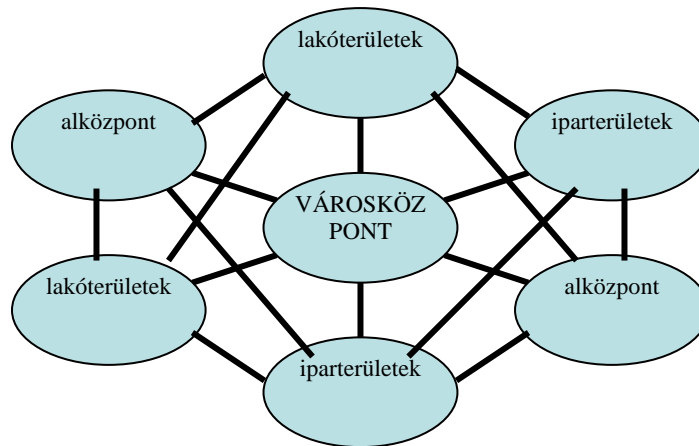 lakóterületek
alközpont
iparterületek
VÁROSKÖZ
PONT
lakóterületek
alközpont
iparterületek